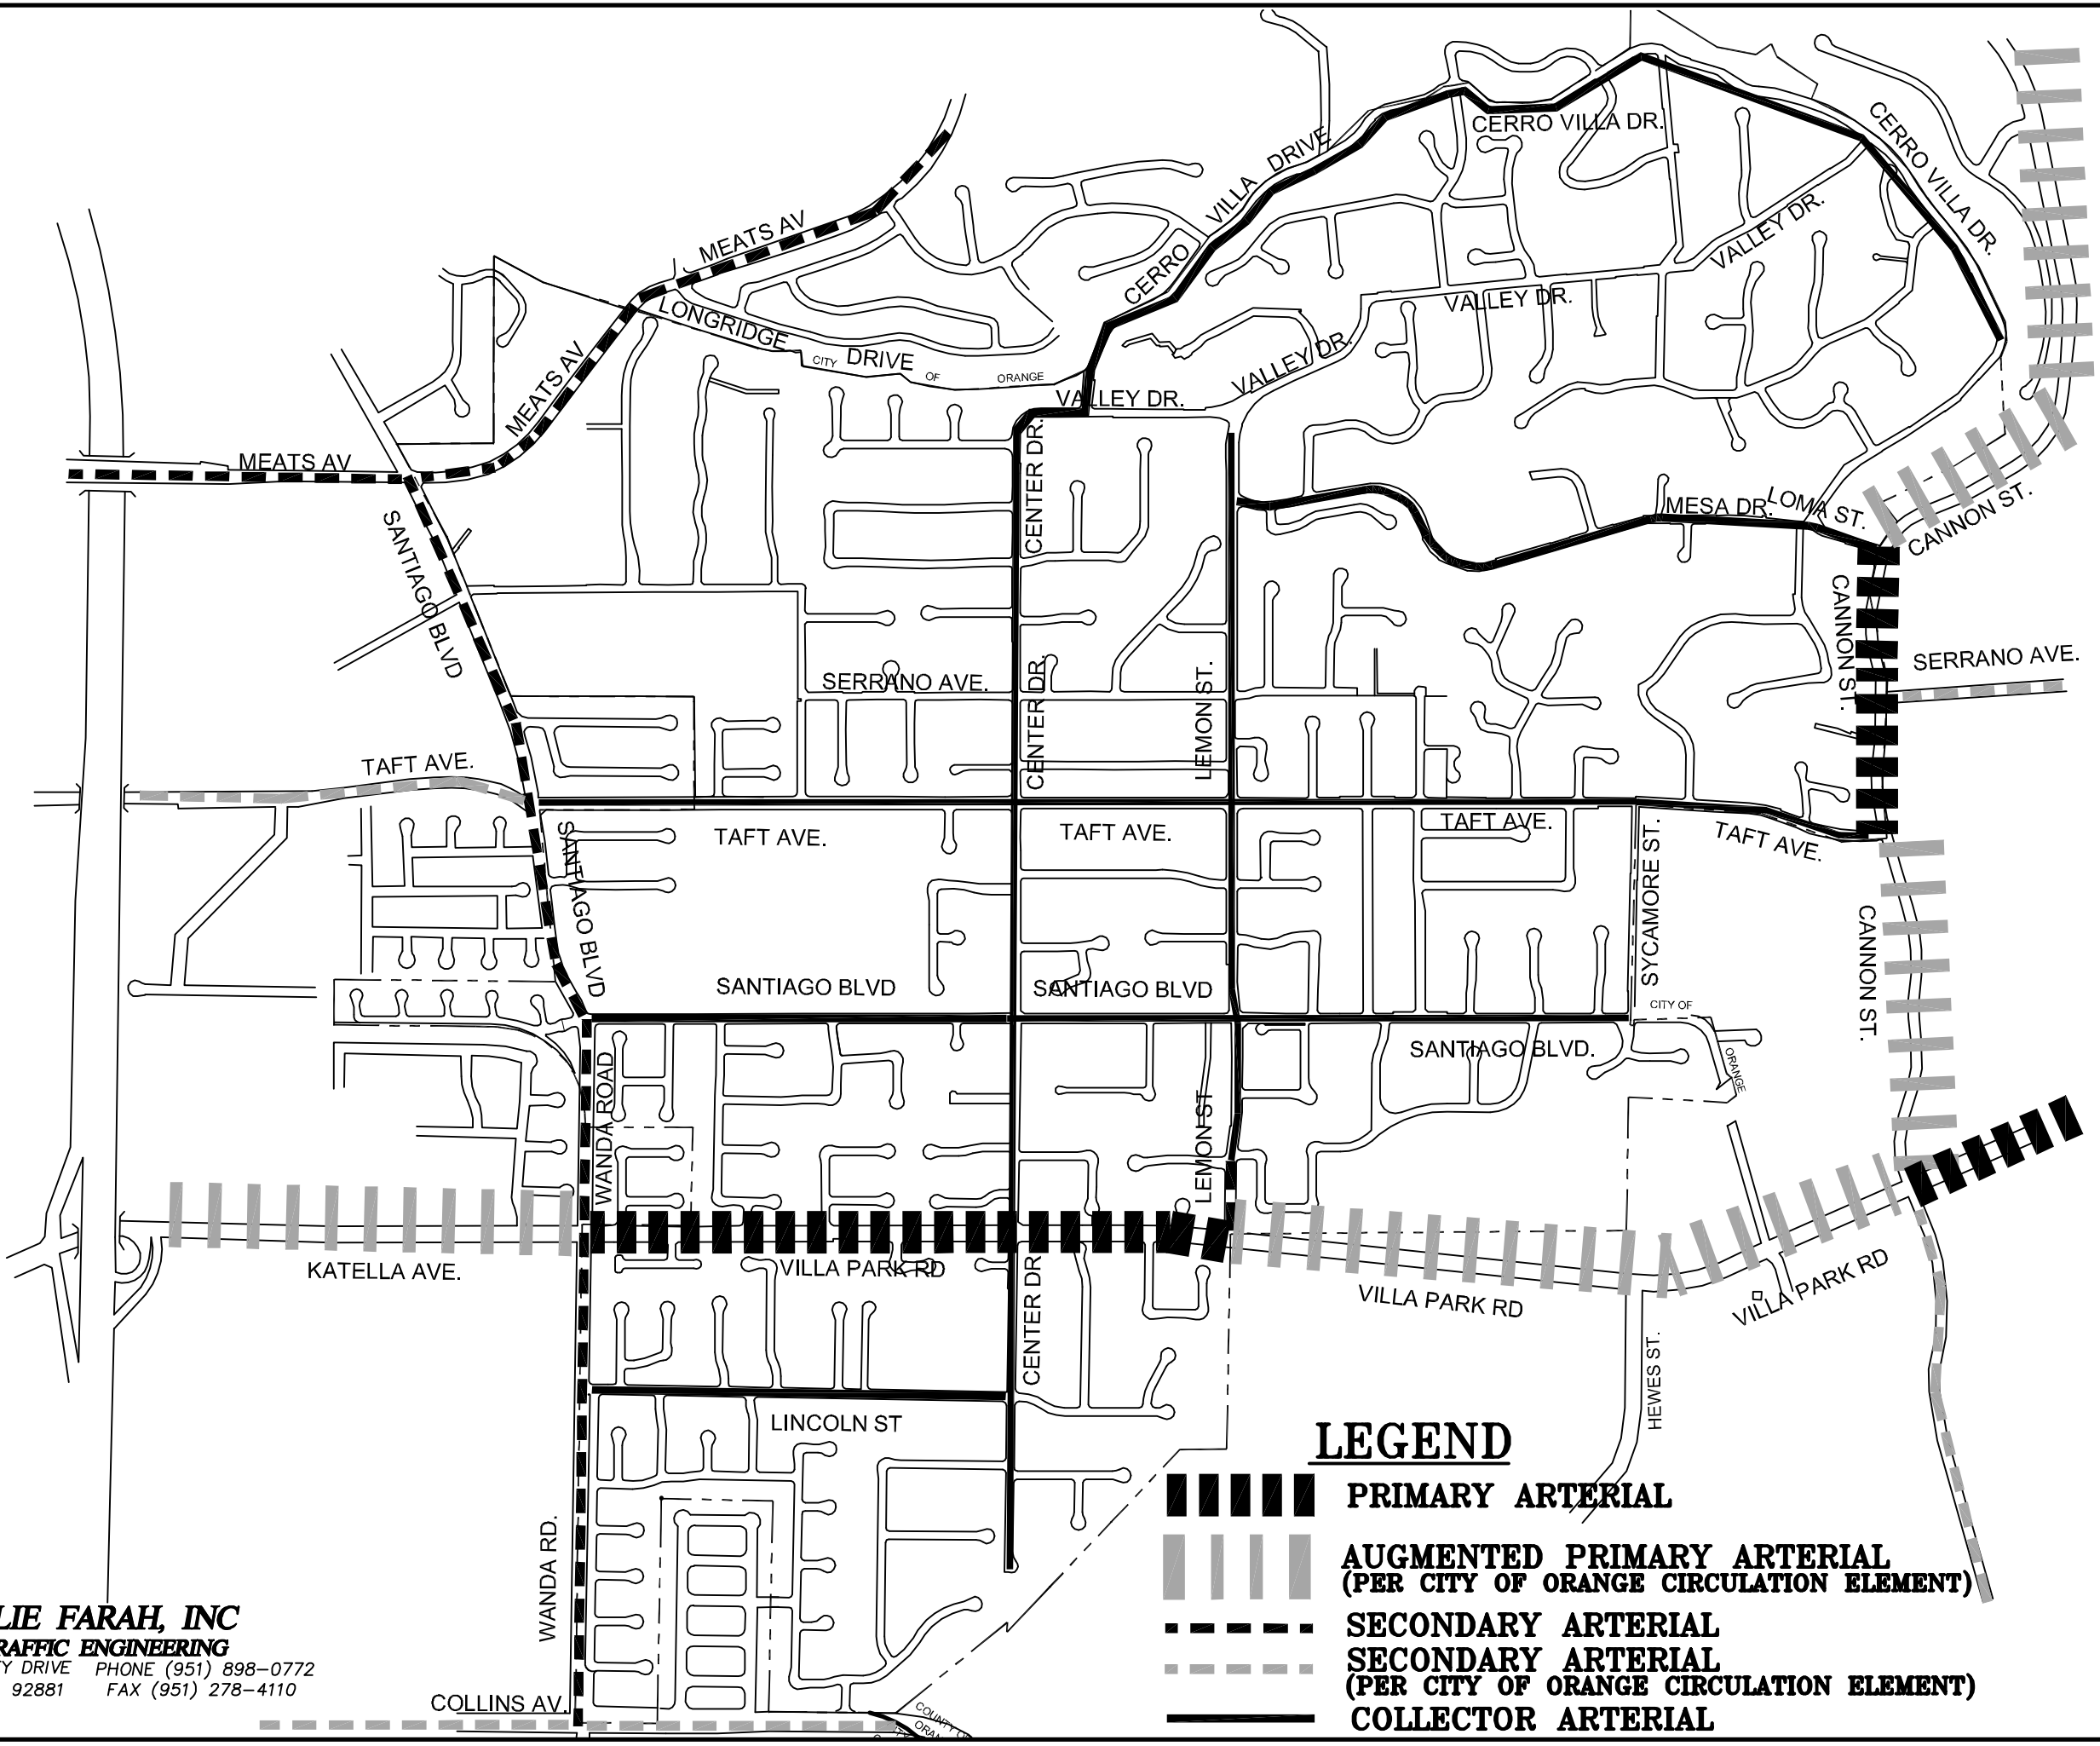 CERRO VILLA DR.
CERRO VILLA DR.
CERRO VILLA DRIVE
VALLEY DR.
MEATS AV
VALLEY DR.
LONGRIDGE DRIVE
CITY OF ORANGE
VALLEY DR.
VALLEY DR.
MEATS AV
MEATS AV
CENTER DR.
MESA DR.
LOMA ST.
CANNON ST.
SANTIAGO BLVD
CANNON ST.
SERRANO AVE.
SERRANO AVE.
CENTER DR.
LEMON ST.
TAFT AVE.
TAFT AVE.
TAFT AVE.
TAFT AVE.
TAFT AVE.
SANTIAGO BLVD
SYCAMORE ST.
CANNON ST.
SANTIAGO BLVD
SANTIAGO BLVD
CITY OF
ORANGE
SANTIAGO BLVD.
WANDA ROAD
LEMON ST
KATELLA AVE.
VILLA PARK RD
VILLA PARK RD
VILLA PARK RD
CENTER DR
HEWES ST.
LINCOLN ST
WANDA RD.
COLLINS AV.
COUNTY OF
ORAN
LEGEND
PRIMARY ARTERIAL
AUGMENTED PRIMARY ARTERIAL
(PER CITY OF ORANGE CIRCULATION ELEMENT)
SECONDARY ARTERIAL
SECONDARY ARTERIAL
(PER CITY OF ORANGE CIRCULATION ELEMENT)
COLLECTOR ARTERIAL
LIE FARAH, INC
RAFFIC ENGINEERING
Y DRIVE PHONE (951) 898-0772
92881 FAX (951) 278-4110